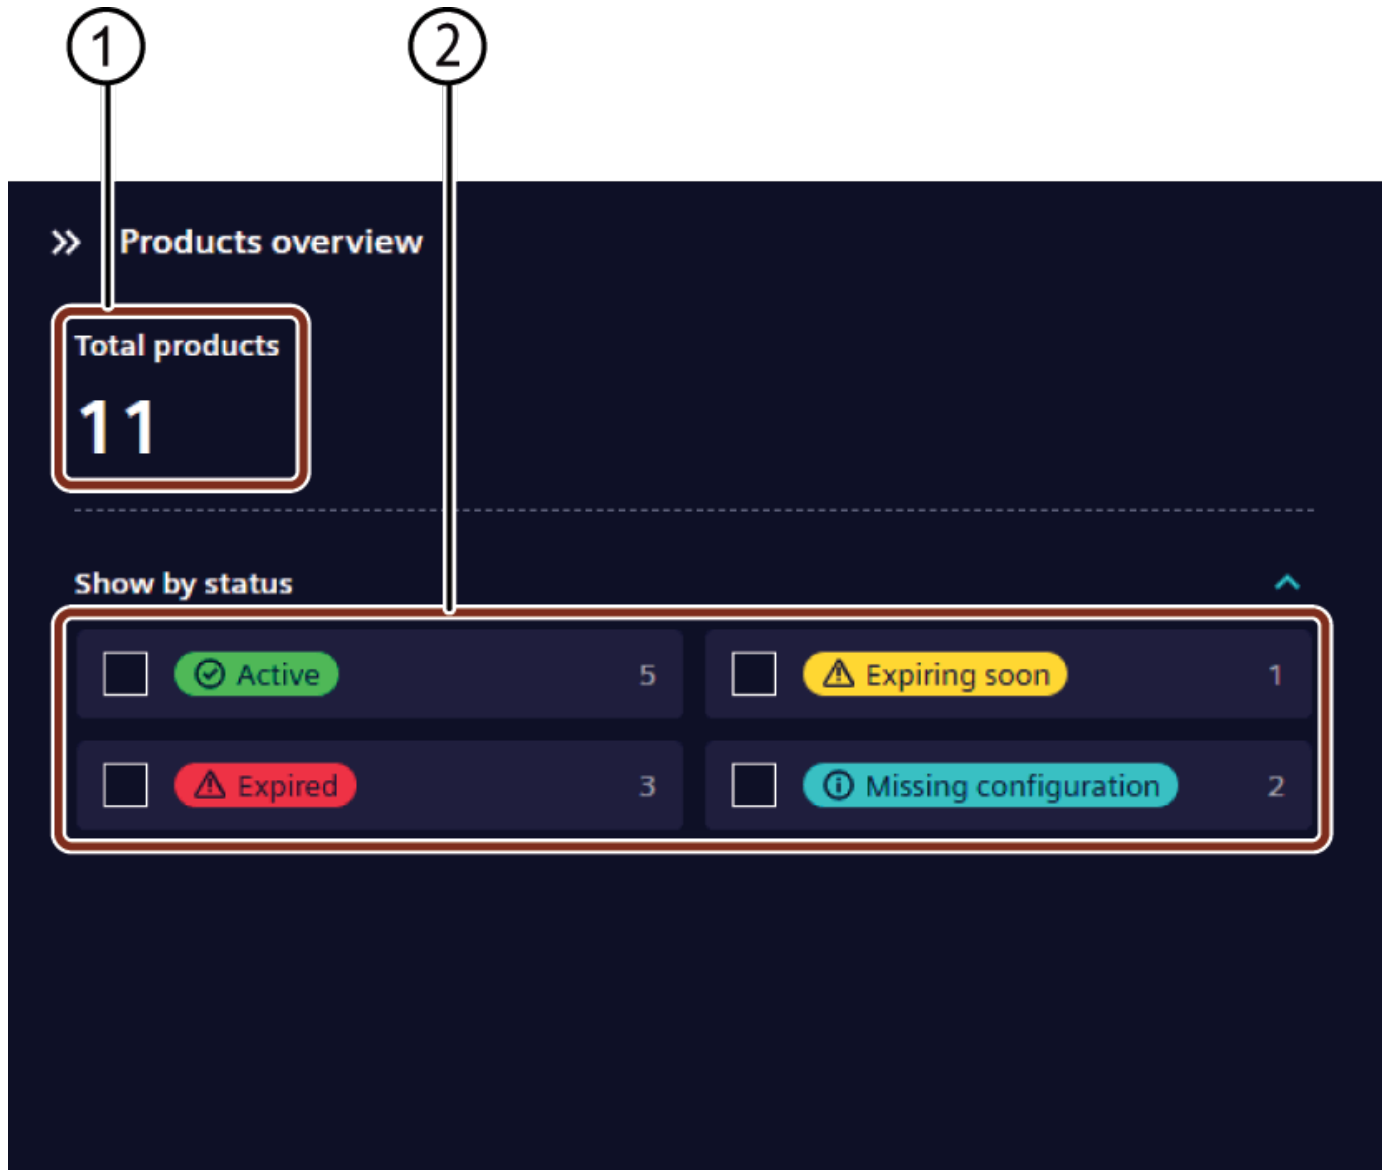 1 2
Products overview
Total products
11
Show by status
Active 5 Expiring soon 1
Expired 3 Missing configuration 2